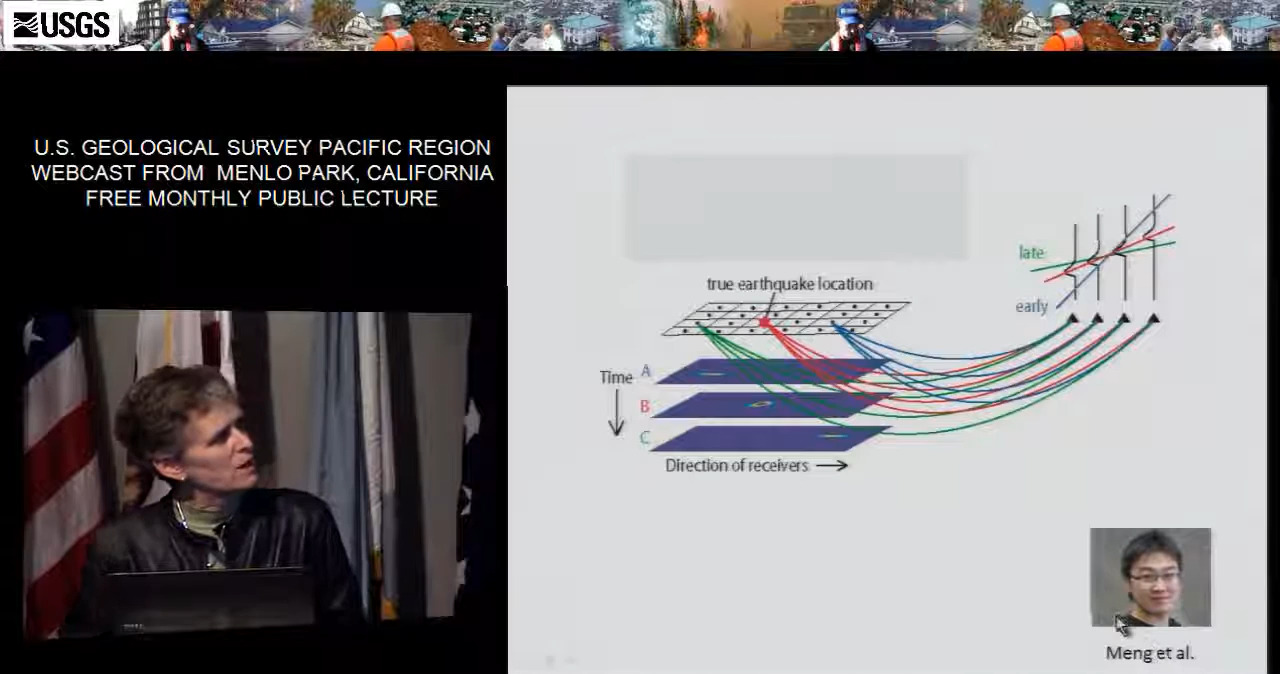 USGS
U.S. GEOLOGICAL SURVEY PACIFIC REGION
WEBCAST FROM MENLO PARK, CALIFORNIA
FREE MONTHLY PUBLIC LECTURE
late
true earthquake location
early
Time
A
B
C
Direction of receivers
Meng et al.